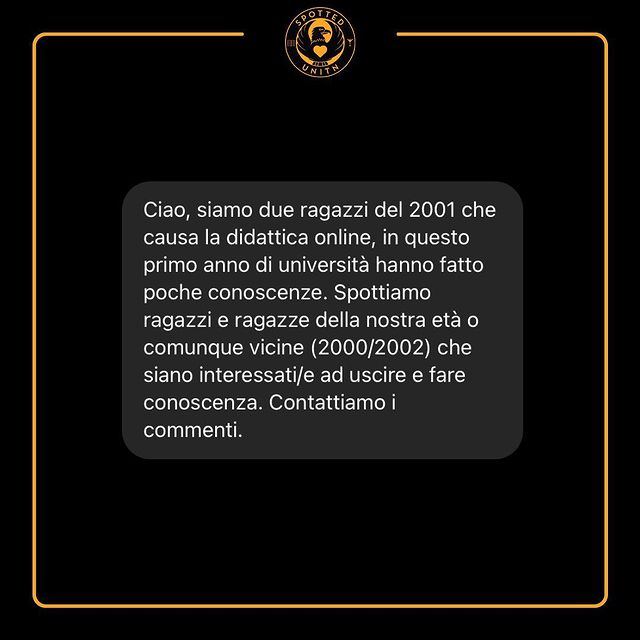 SPOTTED
UNITN
Ciao, siamo due ragazzi del 2001 che
causa la didattica online, in questo
primo anno di università hanno fatto
poche conoscenze. Spottiamo
ragazzi e ragazze della nostra età o
comunque vicine (2000/2002) che
siano interessati/e ad uscire e fare
conoscenza. Contattiamo i
commenti.